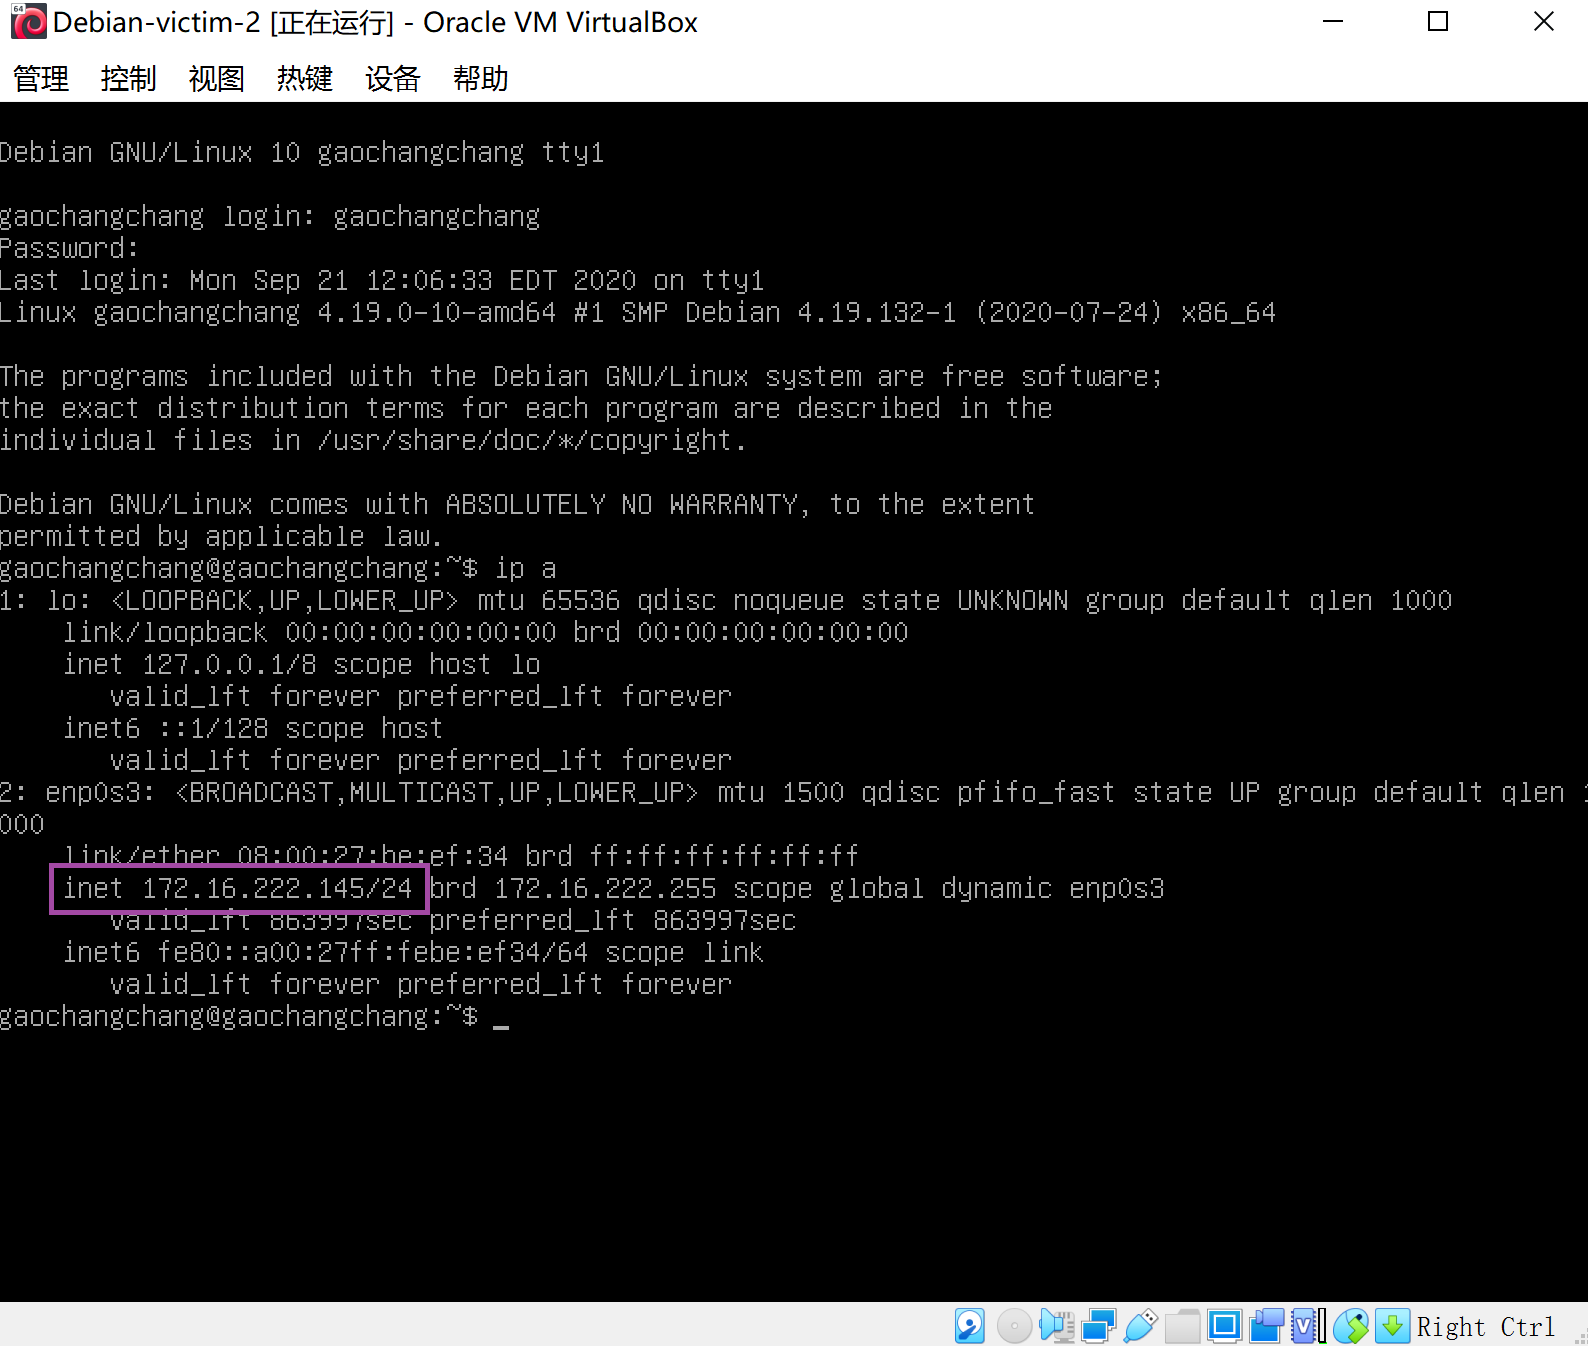 64
Debian-victim-2 [正在运行] - Oracle VM VirtualBox
管理 控制 视图 热键 设备 帮助
Debian GNU/Linux 10 gaochangchang tty1
gaochangchang login: gaochangchang
Password:
Last login: Mon Sep 21 12:06:33 EDT 2020 on tty1
Linux gaochangchang 4.19.0-10-amd64 #1 SMP Debian 4.19.132-1 (2020-07-24) x86_64
The programs included with the Debian GNU/Linux system are free software;
the exact distribution terms for each program are described in the
individual files in /usr/share/doc/*/copyright.
Debian GNU/Linux comes with ABSOLUTELY NO WARRANTY, to the extent
permitted by applicable law.
gaochangchang@gaochangchang:~$ ip a
1: lo: <LOOPBACK,UP,LOWER_UP> mtu 65536 qdisc noqueue state UNKNOWN group default qlen 1000
link/loopback 00:00:00:00:00:00 brd 00:00:00:00:00:00
inet 127.0.0.1/8 scope host lo
valid_lft forever preferred_lft forever
inet6 ::1/128 scope host
valid_lft forever preferred_lft forever
2: enp0s3: <BROADCAST,MULTICAST,UP,LOWER_UP> mtu 1500 qdisc pfifo_fast state UP group default qlen 1
000
link/ether 08:00:27:be:ef:34 brd ff:ff:ff:ff:ff:ff
inet 172.16.222.145/24 brd 172.16.222.255 scope global dynamic enp0s3
valid_lft 863997sec preferred_lft 863997sec
inet6 fe80::a00:27ff:febe:ef34/64 scope link
valid_lft forever preferred_lft forever
gaochangchang@gaochangchang:~$ _
Right Ctrl